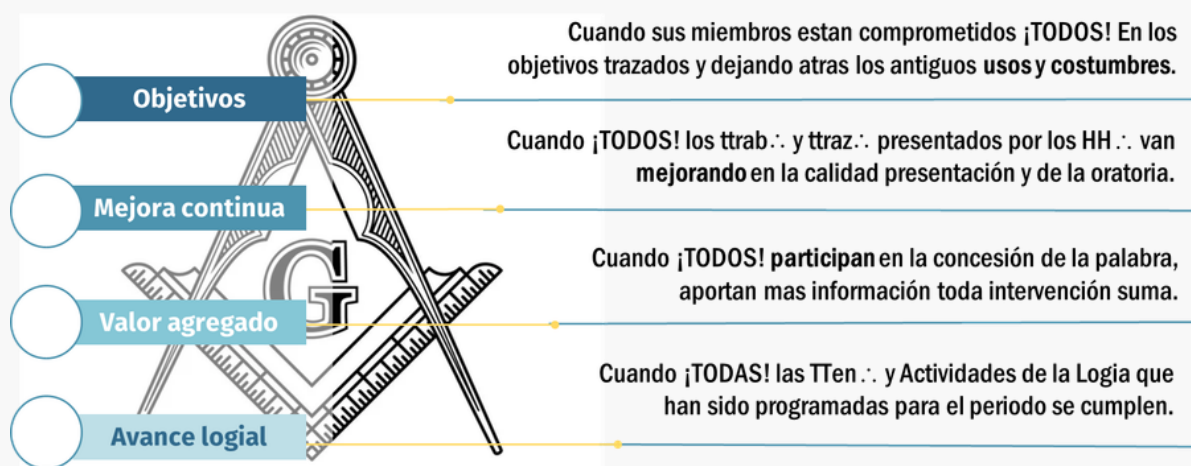 Cuando sus miembros estan comprometidos ¡TODOS! En los
objetivos trazados y dejando atras los antiguos usos y costumbres.
Objetivos
Cuando ¡TODOS! los ttrab∴ y ttraz∴ presentados por los HH∴ van
mejorando en la calidad presentación y de la oratoria.
Mejora continua
Cuando ¡TODOS! participan en la concesión de la palabra,
aportan mas información toda intervención suma.
Valor agregado
Cuando ¡TODAS! las TTen∴ y Actividades de la Logia que
han sido programadas para el periodo se cumplen.
Avance logial
G